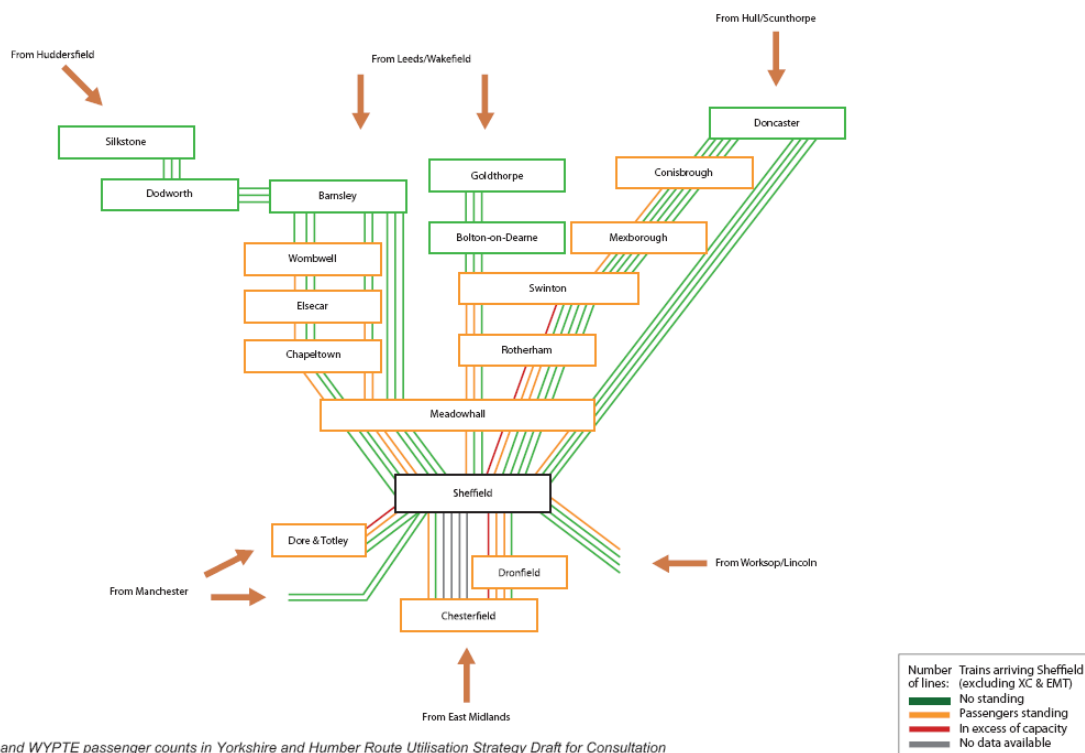 From Hull/Scunthorpe
From Huddersfield
From Leeds/Wakefield
Doncaster
Silkstone
Conisbrough
Goldthorpe
Dodworth
Barnsley
Bolton-on-Dearne
Mexborough
Wombwell
Swinton
Elsecar
Chapeltown
Rotherham
Meadowhall
Sheffield
Dore & Totley
From Worksop/Lincoln
Dronfield
From Manchester
Chesterfield
From East Midlands
Number of lines:
Trains arriving Sheffield (excluding XC & EMT)
No standing
Passengers standing
In excess of capacity
No data available
and WYPTE passenger counts in Yorkshire and Humber Route Utilisation Strategy Draft for Consultation